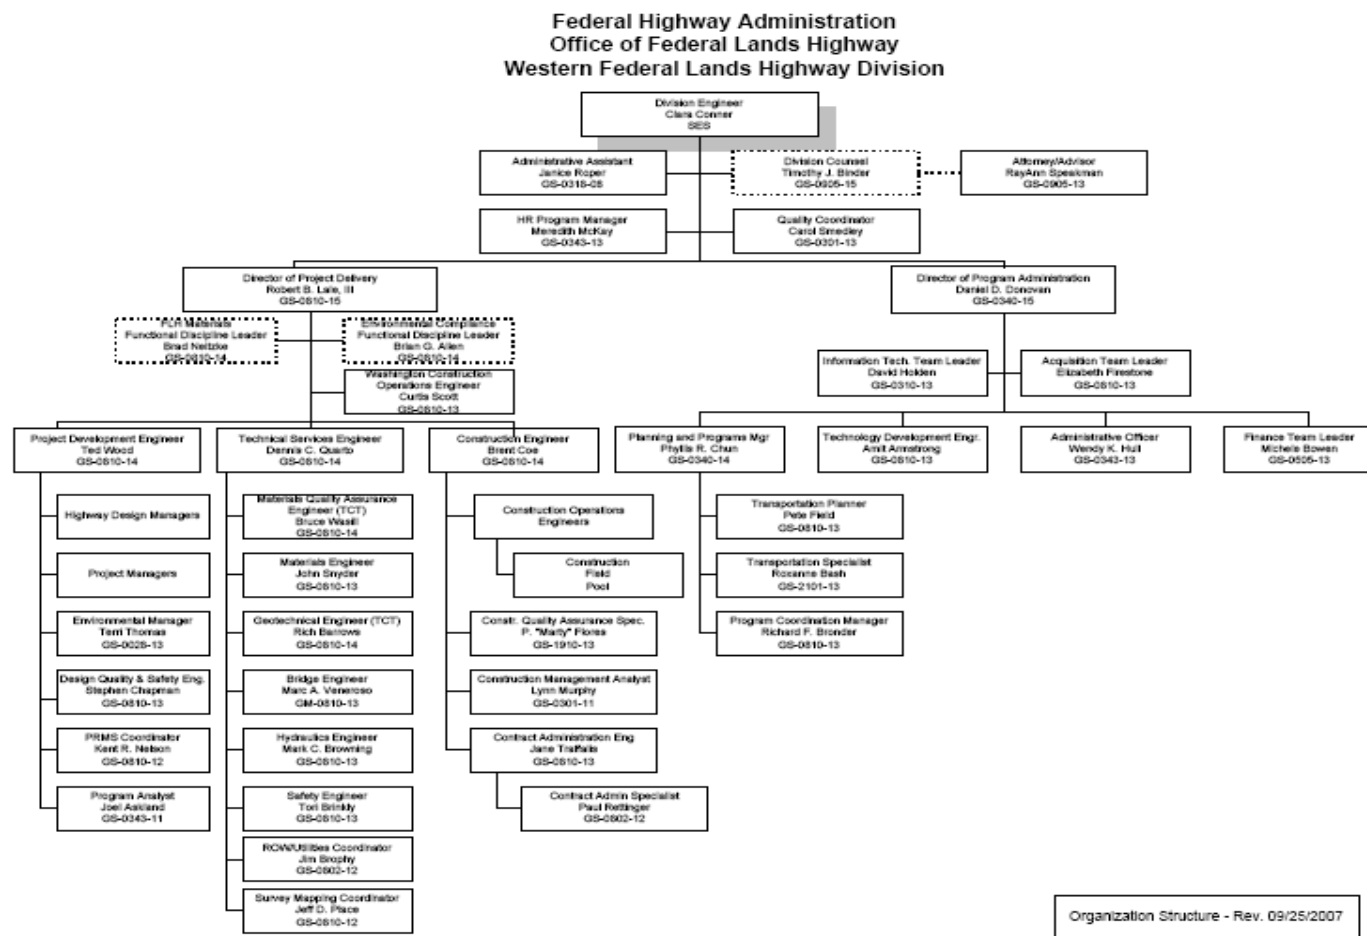 Federal Highway Administration
Office of Federal Lands Highway
Western Federal Lands Highway Division
Division Engineer
Clara Conner
SES
Administrative Assistant
Janice Roper
GS-0318-08
Division Counsel
Timothy J. Binder
GS-0905-15
Attorney/Advisor
RayAnn Speakman
GS-0905-13
HR Program Manager
Meredith McKay
GS-0343-13
Quality Coordinator
Carol Smedley
GS-0301-13
Director of Project Delivery
Robert B. Lale, III
GS-0810-15
Director of Program Administration
Daniel D. Donovan
GS-0340-15
FLH Materials
Functional Discipline Leader
Brad Neitzke
GS-0810-14
Environmental Compliance
Functional Discipline Leader
Brian G. Allen
GS-0810-14
Washington Construction
Operations Engineer
Curtis Scott
GS-0810-13
Information Tech. Team Leader
David Holden
GS-0310-13
Acquisition Team Leader
Elizabeth Firestone
GS-0810-13
Project Development Engineer
Ted Wood
GS-0810-14
Technical Services Engineer
Dennis C. Quarto
GS-0810-14
Construction Engineer
Brent Coe
GS-0810-14
Planning and Programs Mgr
Phyllis R. Chun
GS-0340-14
Technology Development Engr.
Amit Armstrong
GS-0810-13
Administrative Officer
Wendy K. Hull
GS-0343-13
Finance Team Leader
Michele Bowen
GS-0505-13
Highway Design Managers
Project Managers
Environmental Manager
Terri Thomas
GS-0028-13
Design Quality & Safety Eng.
Stephen Chapman
GS-0810-13
PRMS Coordinator
Kent R. Nelson
GS-0810-12
Program Analyst
Joel Askland
GS-0343-11
Materials Quality Assurance
Engineer (TCT)
Bruce Wasill
GS-0810-14
Materials Engineer
John Snyder
GS-0810-13
Geotechnical Engineer (TCT)
Rich Barrows
GS-0810-14
Bridge Engineer
Marc A. Veneroso
GM-0810-13
Hydraulics Engineer
Mark C. Browning
GS-0810-13
Safety Engineer
Tori Brinkly
GS-0810-13
ROW/Utilities Coordinator
Jim Brophy
GS-0802-12
Survey Mapping Coordinator
Jeff D. Place
GS-0810-12
Construction Operations
Engineers
Construction
Field
Pool
Constr. Quality Assurance Spec.
P. "Marty" Flores
GS-1910-13
Construction Management Analyst
Lynn Murphy
GS-0301-11
Contract Administration Eng
Jane Traffalis
GS-0810-13
Contract Admin Specialist
Paul Rettinger
GS-0802-12
Transportation Planner
Pete Field
GS-0810-13
Transportation Specialist
Roxanne Bash
GS-2101-13
Program Coordination Manager
Richard F. Bronder
GS-0810-13
Organization Structure - Rev. 09/25/2007